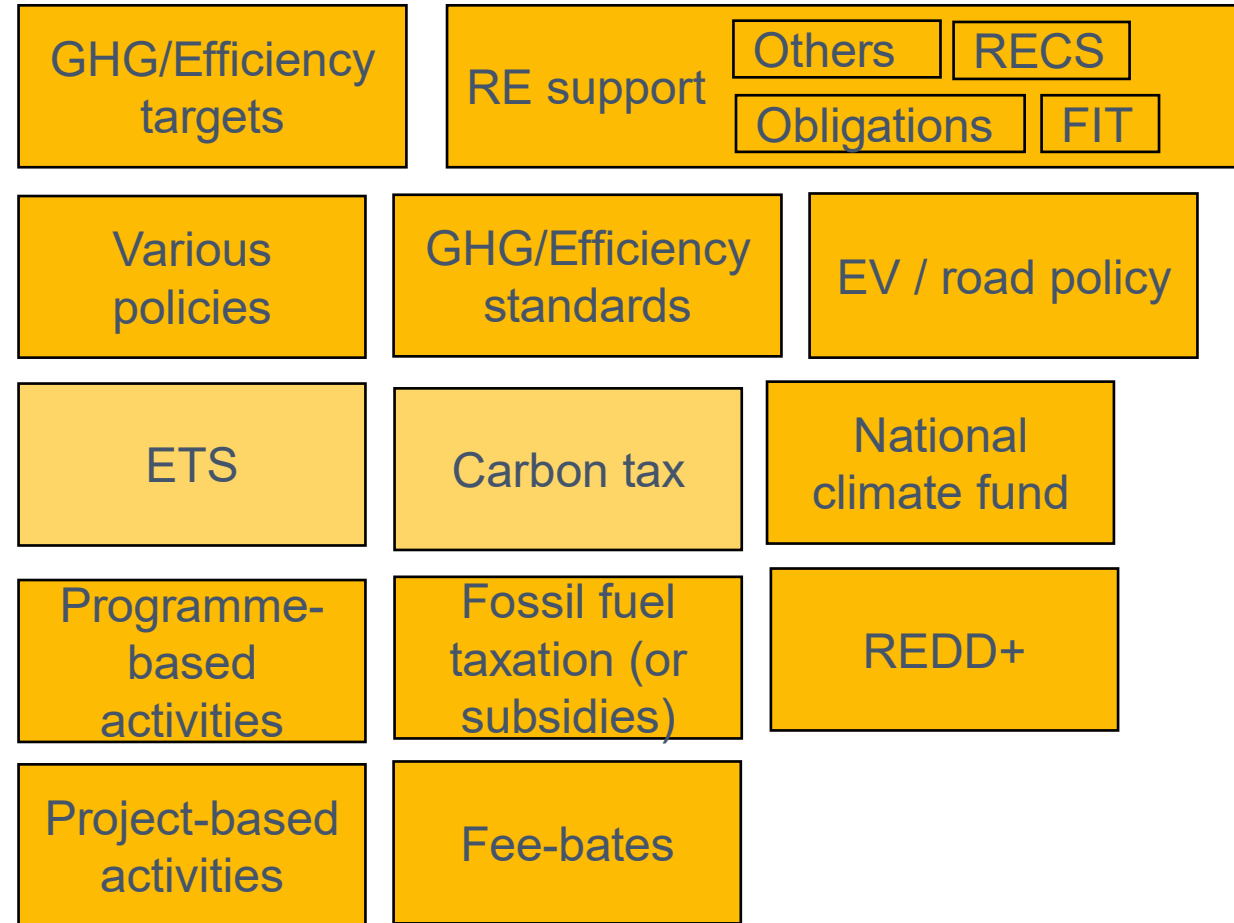 GHG/Efficiency
targets
RE support
Others
RECS
Obligations
FIT
Various
policies
GHG/Efficiency
standards
EV / road policy
ETS
Carbon tax
National
climate fund
Programme-
based
activities
Fossil fuel
taxation (or
subsidies)
REDD+
Project-based
activities
Fee-bates